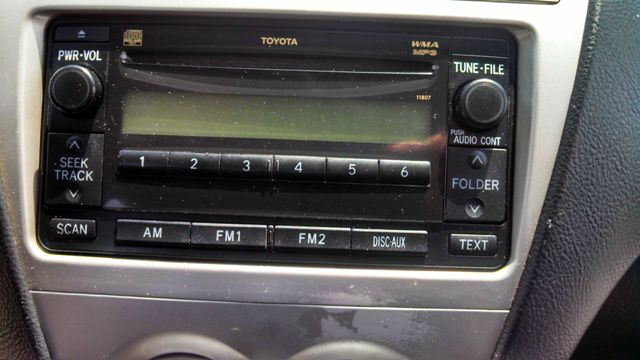 TOYOTA
WMA
MP3
PWR•VOL
TUNE•FILE
11807
PUSH
AUDIO CONT
1 2 3 4 5 6
SEEK
TRACK
FOLDER
SCAN
AM FM1 FM2 DISC•AUX
TEXT